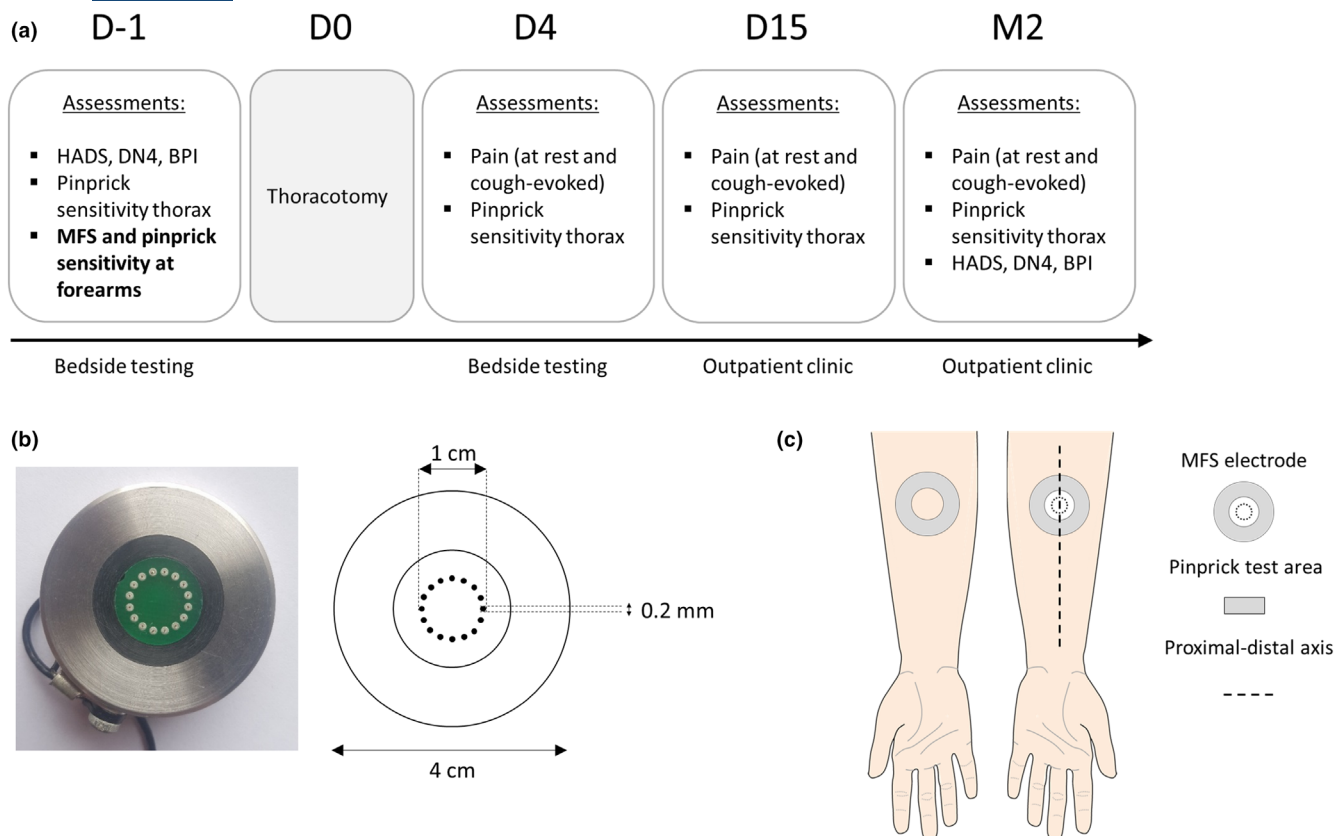 (a)
D-1
D0
D4
D15
M2
Assessments:
▪ HADS, DN4, BPI
▪ Pinprick
sensitivity thorax
▪ MFS and pinprick
sensitivity at
forearms
Thoracotomy
Assessments:
▪ Pain (at rest and
cough-evoked)
▪ Pinprick
sensitivity thorax
Assessments:
▪ Pain (at rest and
cough-evoked)
▪ Pinprick
sensitivity thorax
Assessments:
▪ Pain (at rest and
cough-evoked)
▪ Pinprick
sensitivity thorax
▪ HADS, DN4, BPI
Bedside testing
Bedside testing
Outpatient clinic
Outpatient clinic
(b)
1 cm
0.2 mm
4 cm
(c)
MFS electrode
Pinprick test area
Proximal-distal axis